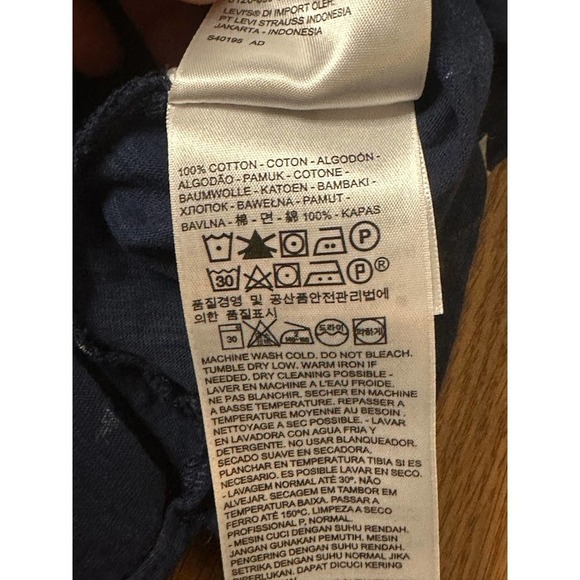 LEVI'S® DI IMPORT OLEH:
PT LEVI STRAUSS INDONESIA
JAKARTA - INDONESIA
S40195 AD
100% COTTON - COTON - ALGODÓN -
ALGODÃO - PAMUK - COTONE -
BAUMWOLLE - KATOEN - BAMBAKI -
ХЛОПОК - BAWEŁNA - PAMUT -
BAVLNA - 棉 - 면 - 綿 100% - KAPAS
P
30 P ®
품질경영 및 공산품안전관리법에
의한 품질표시
30 드라이
MACHINE WASH COLD. DO NOT BLEACH.
TUMBLE DRY LOW. WARM IRON IF
NEEDED. DRY CLEANING POSSIBLE -
LAVER EN MACHINE A L'EAU FROIDE.
NE PAS BLANCHIR, SECHER EN MACHINE
A BASSE TEMPERATURE. REPASSER A
TEMPERATURE MOYENNE AU BESOIN.
NETTOYAGE A SEC POSSIBLE. - LAVAR
EN LAVADORA CON AGUA FRIA Y
DETERGENTE. NO USAR BLANQUEADOR.
SECADO SUAVE EN SECADORA.
PLANCHAR EN TEMPERATURA TIBIA SI ES
NECESARIO. ES POSIBLE LAVAR EN SECO.
- LAVAGEM NORMAL ATÉ 30º. NÃO
ALVEJAR. SECAGEM EM TAMBOR EM
TEMPERATURA BAIXA. PASSAR A
FERRO ATÉ 150ºC. LIMPEZA A SECO
PROFISSIONAL P, NORMAL.
- MESIN CUCI DENGAN SUHU RENDAH.
JANGAN GUNAKAN PEMUTIH. MESIN
PENGERING DENGAN SUHU RENDAH.
SETRIKA DENGAN SUHU NORMAL JIKA
DIPERLUKAN. BISA DICUCI KERING